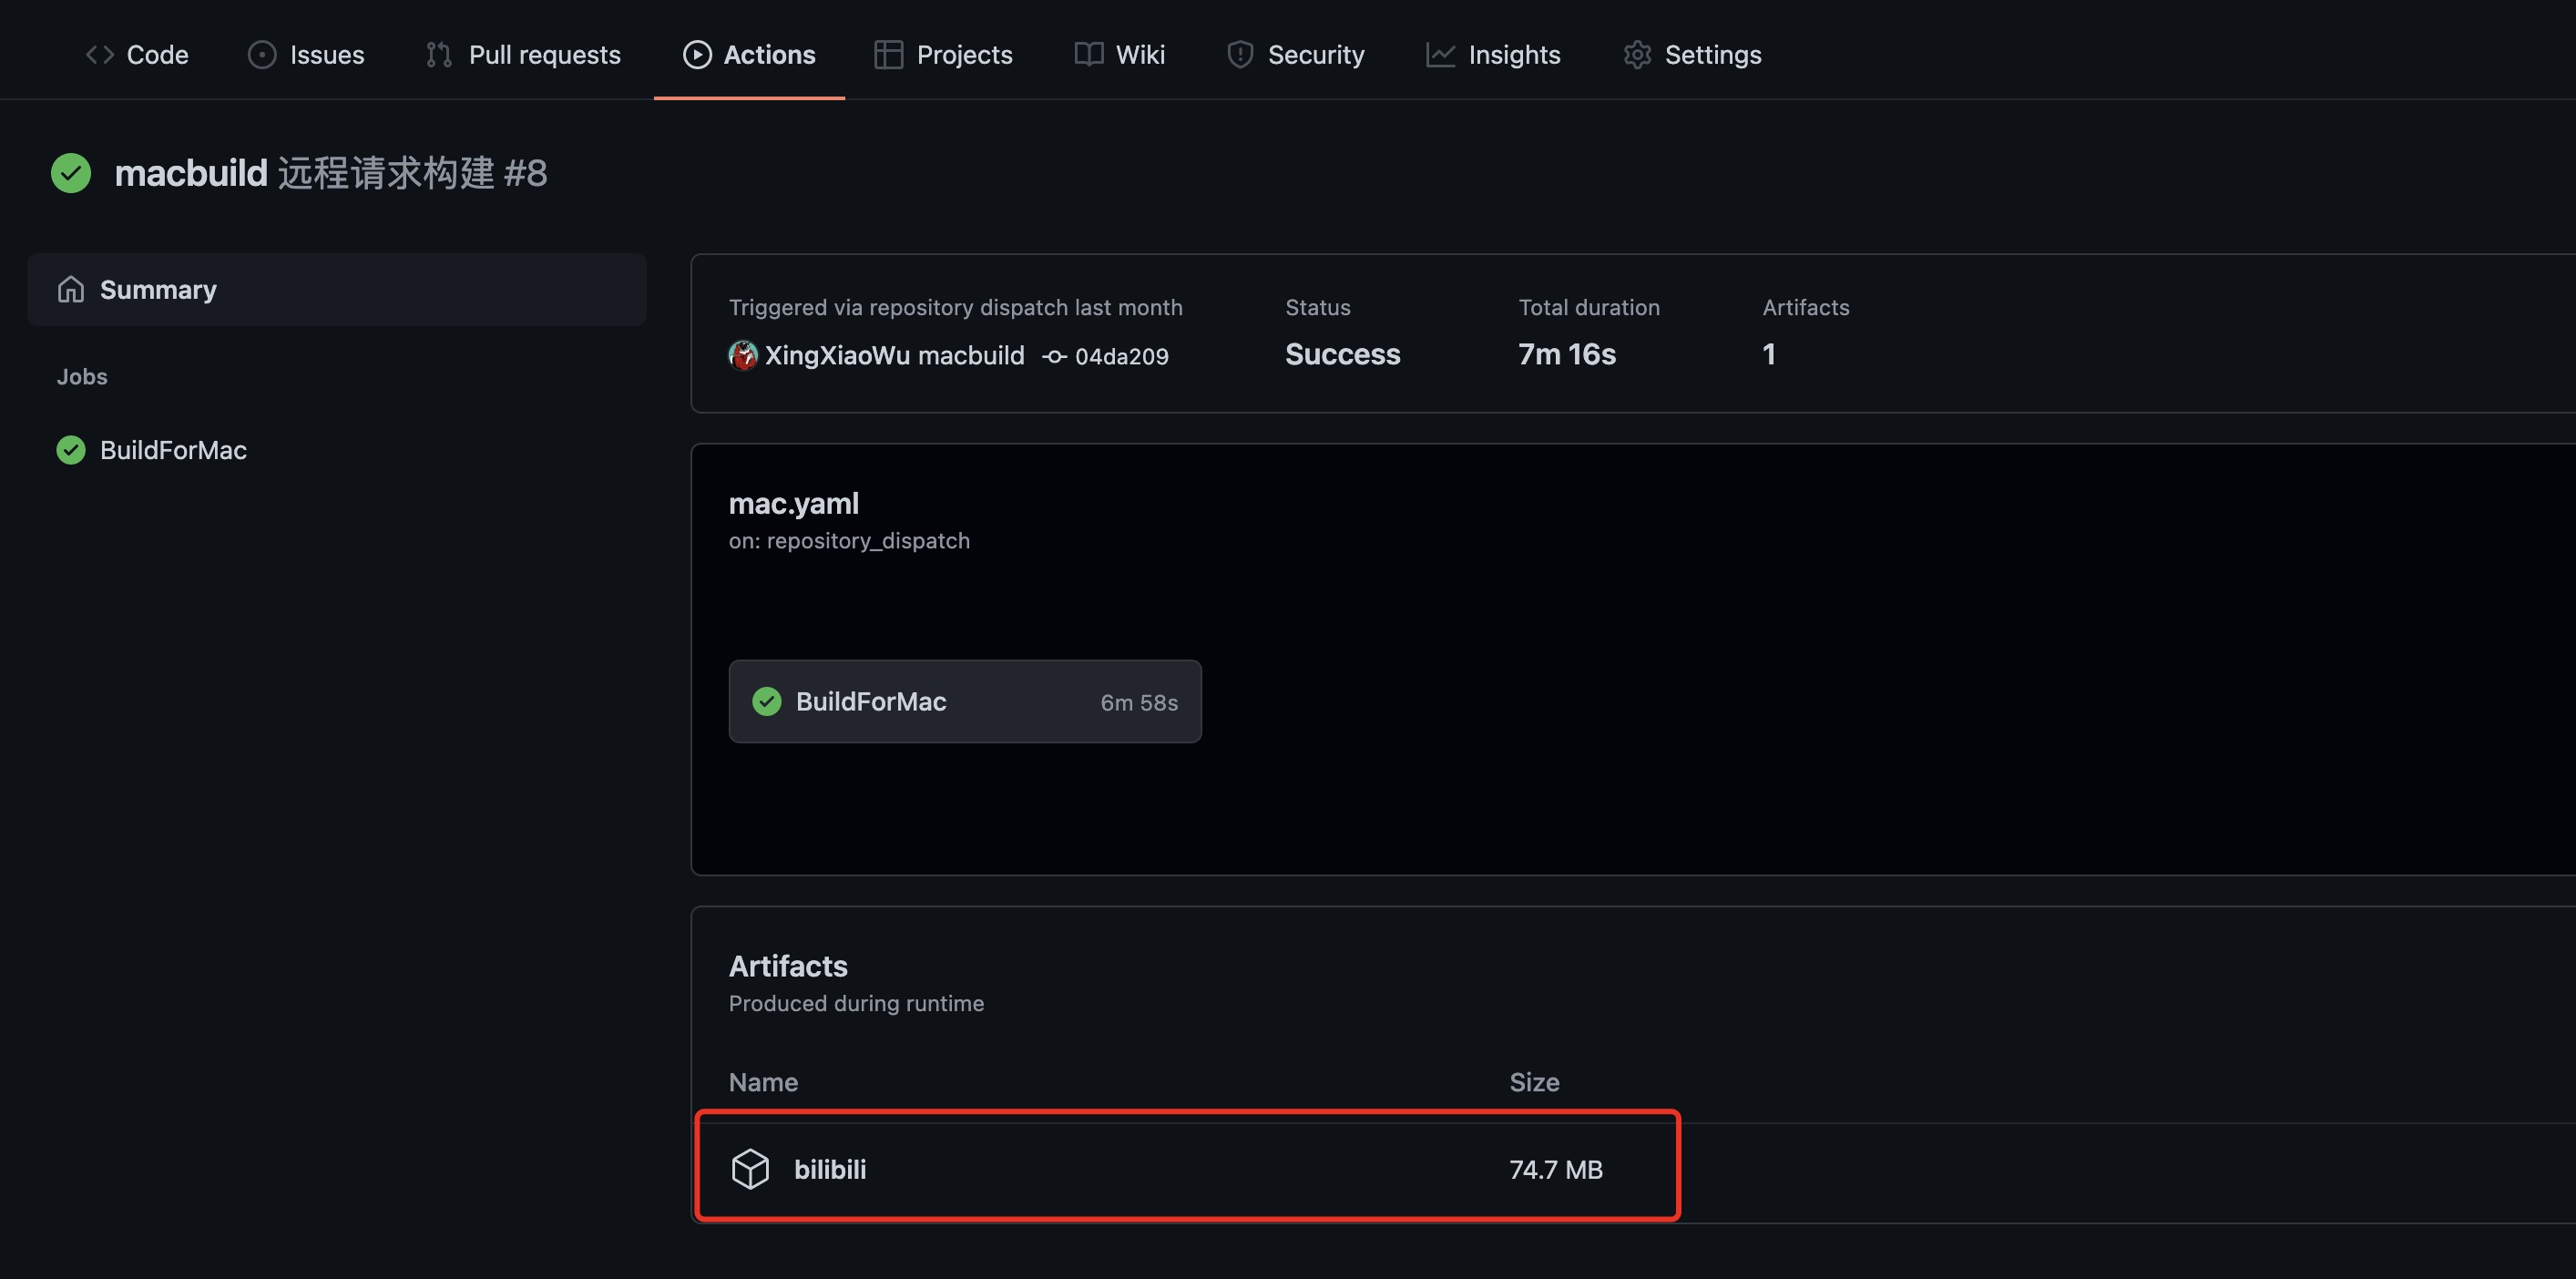 Code Issues Pull requests Actions Projects Wiki Security Insights Settings
macbuild 远程请求构建 #8
Summary
Jobs
BuildForMac
Triggered via repository dispatch last month
XingXiaoWu macbuild 04da209
Status
Success
Total duration
7m 16s
Artifacts
1
mac.yaml
on: repository_dispatch
BuildForMac 6m 58s
Artifacts
Produced during runtime
Name Size
bilibili 74.7 MB